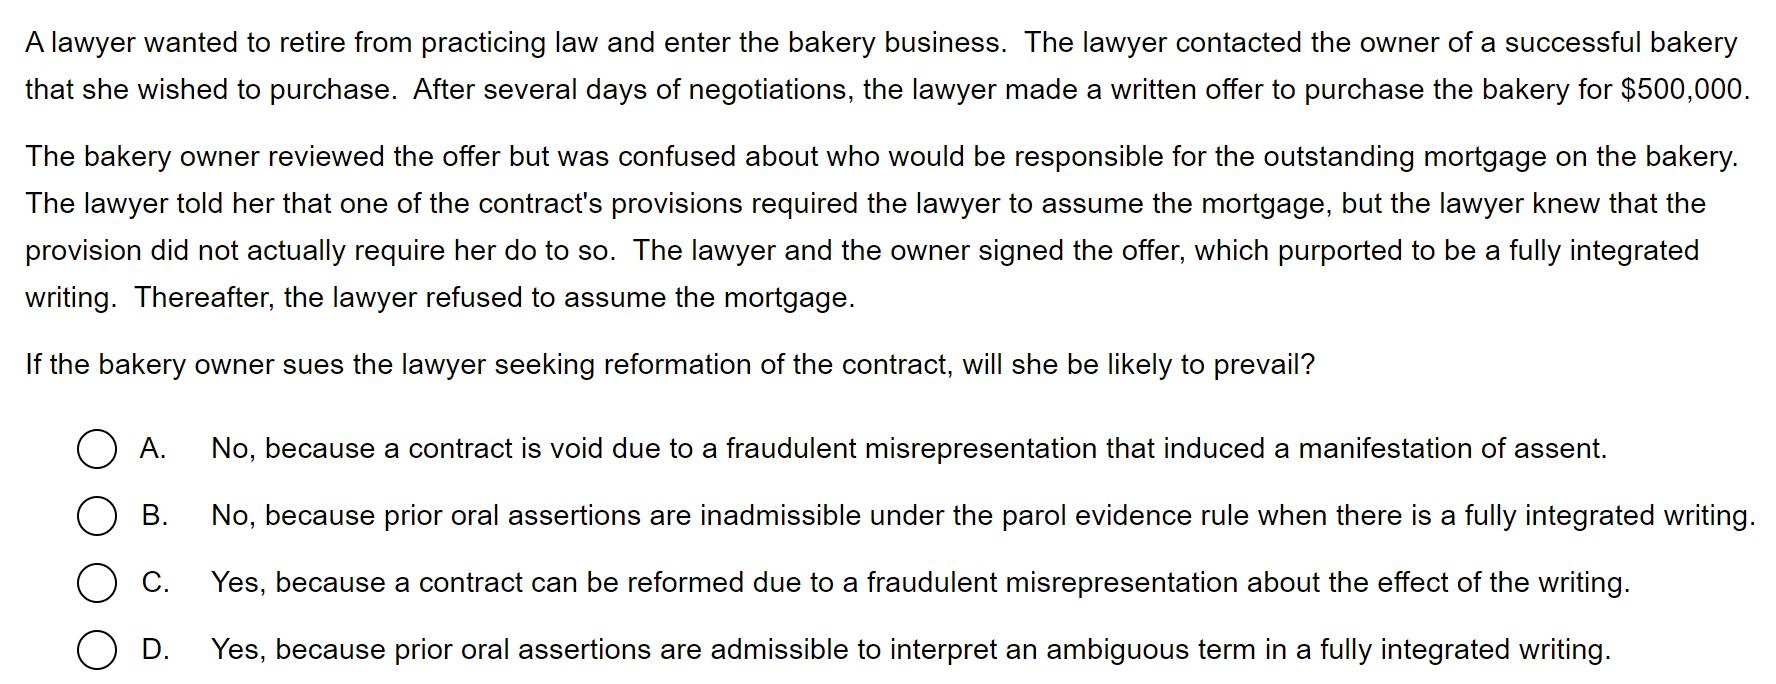 A lawyer wanted to retire from practicing law and enter the bakery business.  The lawyer contacted the owner of a successful bakery
that she wished to purchase.  After several days of negotiations, the lawyer made a written offer to purchase the bakery for $500,000.
The bakery owner reviewed the offer but was confused about who would be responsible for the outstanding mortgage on the bakery.
The lawyer told her that one of the contract's provisions required the lawyer to assume the mortgage, but the lawyer knew that the
provision did not actually require her do to so.  The lawyer and the owner signed the offer, which purported to be a fully integrated
writing.  Thereafter, the lawyer refused to assume the mortgage.
If the bakery owner sues the lawyer seeking reformation of the contract, will she be likely to prevail?
A. No, because a contract is void due to a fraudulent misrepresentation that induced a manifestation of assent.
B. No, because prior oral assertions are inadmissible under the parol evidence rule when there is a fully integrated writing.
C. Yes, because a contract can be reformed due to a fraudulent misrepresentation about the effect of the writing.
D. Yes, because prior oral assertions are admissible to interpret an ambiguous term in a fully integrated writing.